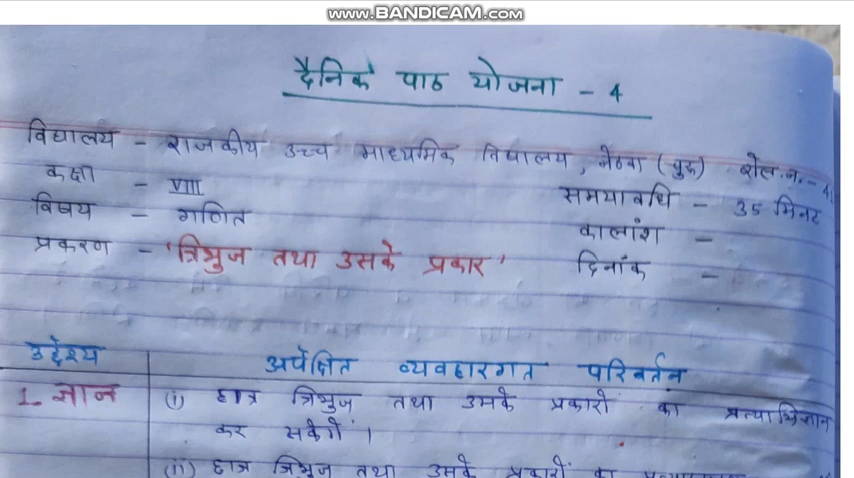 www.BANDICAM.com
दैनिक पाठ योजना - 4
विद्यालय - राजकीय उच्च माध्यमिक विद्यालय, (चुरू) रोल.न. - 41
कक्षा - VIII
समयावधि - 35 मिनट
विषय - गणित
कालांश -
प्रकरण - 'त्रिभुज तथा उसके प्रकार'
दिनांक -
उद्देश्य अपेक्षित व्यवहारगत परिवर्तन
1. ज्ञान (i) छात्र त्रिभुज तथा उसके प्रकारों का प्रत्याभिज्ञान
कर सकेगें ।
(ii) छात्र त्रिभुज तथा उसके प्रकारों का